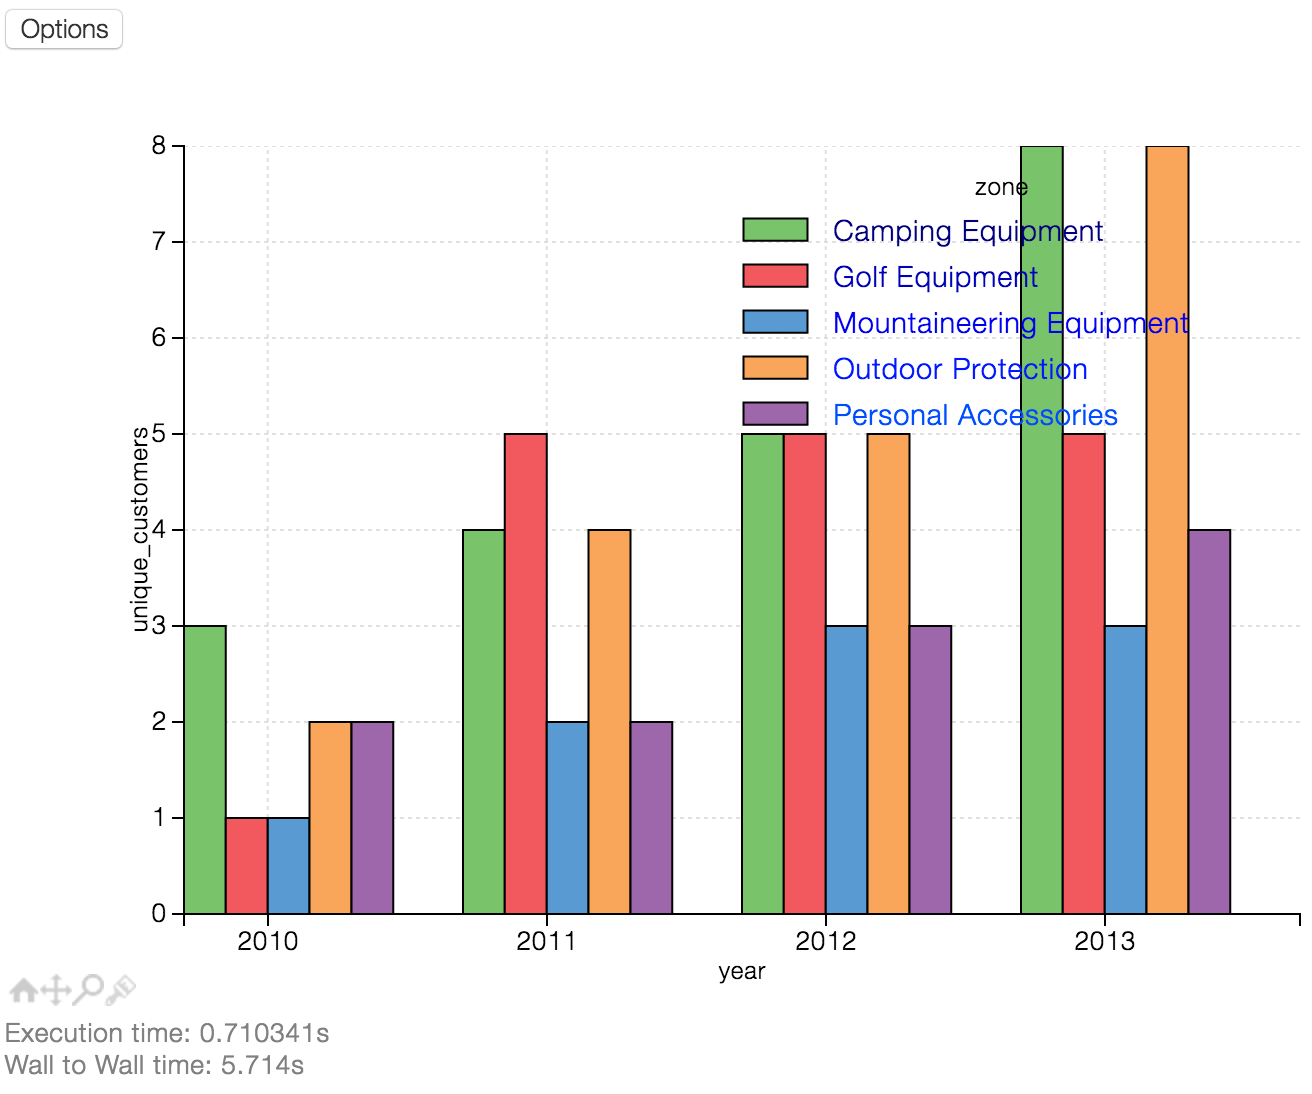 Options
8
7
6
5
4
3
2
1
0
unique_customers
zone
Camping Equipment
Golf Equipment
Mountaineering Equipment
Outdoor Protection
Personal Accessories
2010 2011 2012 2013
year
Execution time: 0.710341s
Wall to Wall time: 5.714s